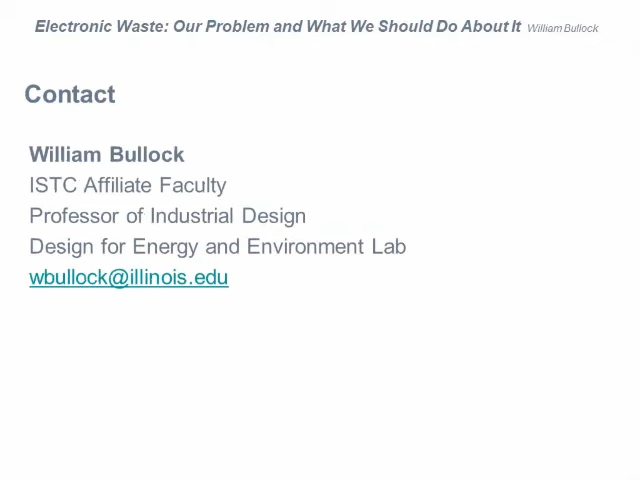 Electronic Waste: Our Problem and What We Should Do About It William Bullock
Contact
William Bullock
ISTC Affiliate Faculty
Professor of Industrial Design
Design for Energy and Environment Lab
wbullock@illinois.edu